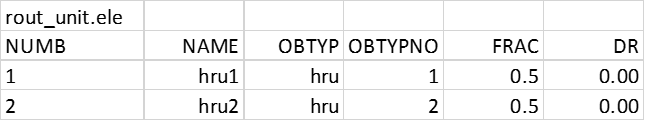 rout_unit.ele
NUMB NAME OBTYP OBTYPNO FRAC DR
1 hru1 hru 1 0.5 0.00
2 hru2 hru 2 0.5 0.00